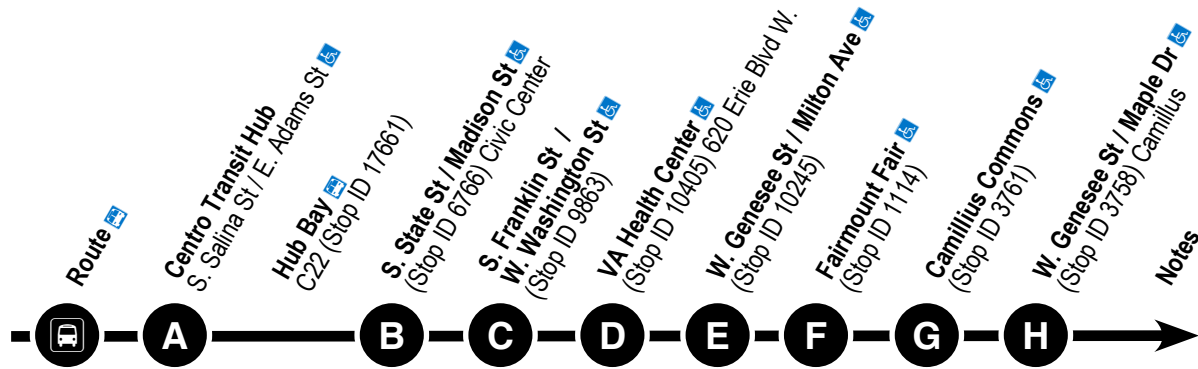 Route
Centro Transit Hub
S. Salina St / E. Adams St
Hub Bay
C22 (Stop ID 17661)
S. State St / Madison St
(Stop ID 6766) Civic Center
S. Franklin St /
W. Washington St
(Stop ID 9863)
VA Health Center
(Stop ID 10405) 620 Erie Blvd W.
W. Genesee St / Milton Ave
(Stop ID 10245)
Fairmount Fair
(Stop ID 1114)
Camillius Commons
(Stop ID 3761)
W. Genesee St / Maple Dr
(Stop ID 3758) Camillus
Notes
A
B
C
D
E
F
G
H